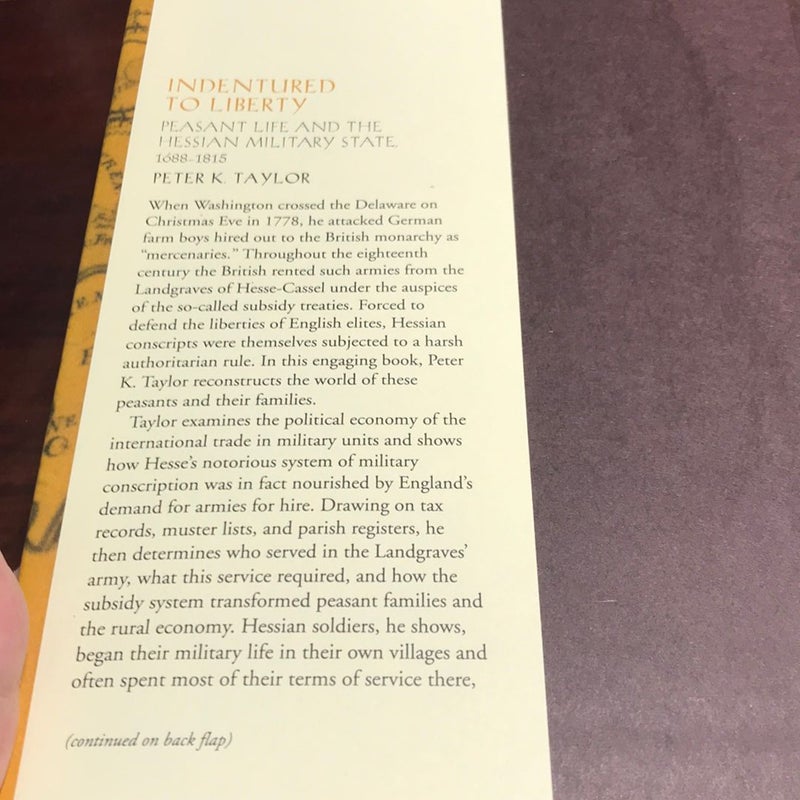 INDENTURED
TO LIBERTY
PEASANT LIFE AND THE
HESSIAN MILITARY STATE,
1688-1815
PETER K. TAYLOR
When Washington crossed the Delaware on
Christmas Eve in 1778, he attacked German
farm boys hired out to the British monarchy as
“mercenaries.” Throughout the eighteenth
century the British rented such armies from the
Landgraves of Hesse-Cassel under the auspices
of the so-called subsidy treaties. Forced to
defend the liberties of English elites, Hessian
conscripts were themselves subjected to a harsh
authoritarian rule. In this engaging book, Peter
K. Taylor reconstructs the world of these
peasants and their families.
Taylor examines the political economy of the
international trade in military units and shows
how Hesse’s notorious system of military
conscription was in fact nourished by England’s
demand for armies for hire. Drawing on tax
records, muster lists, and parish registers, he
then determines who served in the Landgraves’
army, what this service required, and how the
subsidy system transformed peasant families and
the rural economy. Hessian soldiers, he shows,
began their military life in their own villages and
often spent most of their terms of service there,
(continued on back flap)